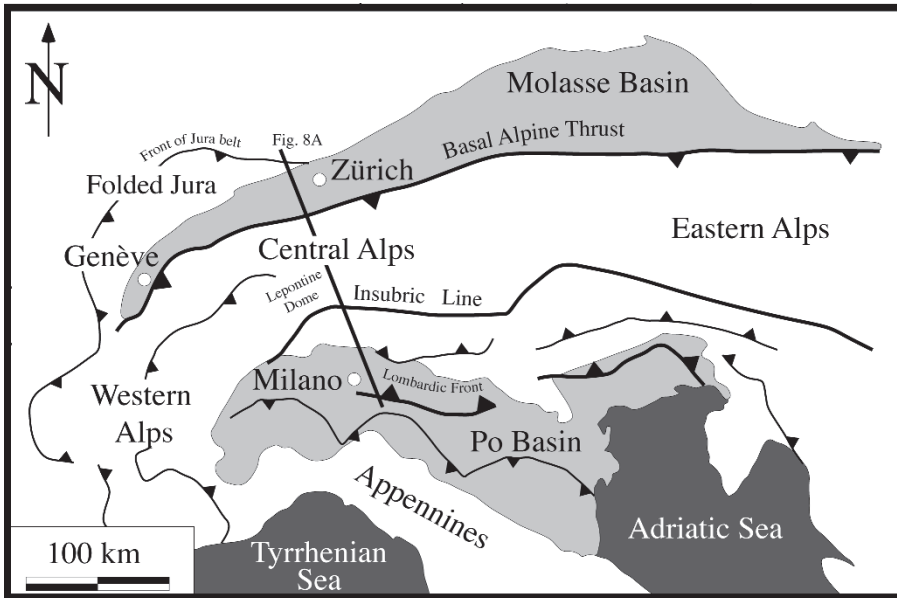 N
Molasse Basin
Basal Alpine Thrust
Front of Jura belt
Fig. 8A
Zürich
Folded Jura
Eastern Alps
Genève
Central Alps
Lepontine
Dome
Insubric Line
Milano
Lombardic Front
Western
Alps
Po Basin
Appennines
Adriatic Sea
100 km
Tyrrhenian
Sea